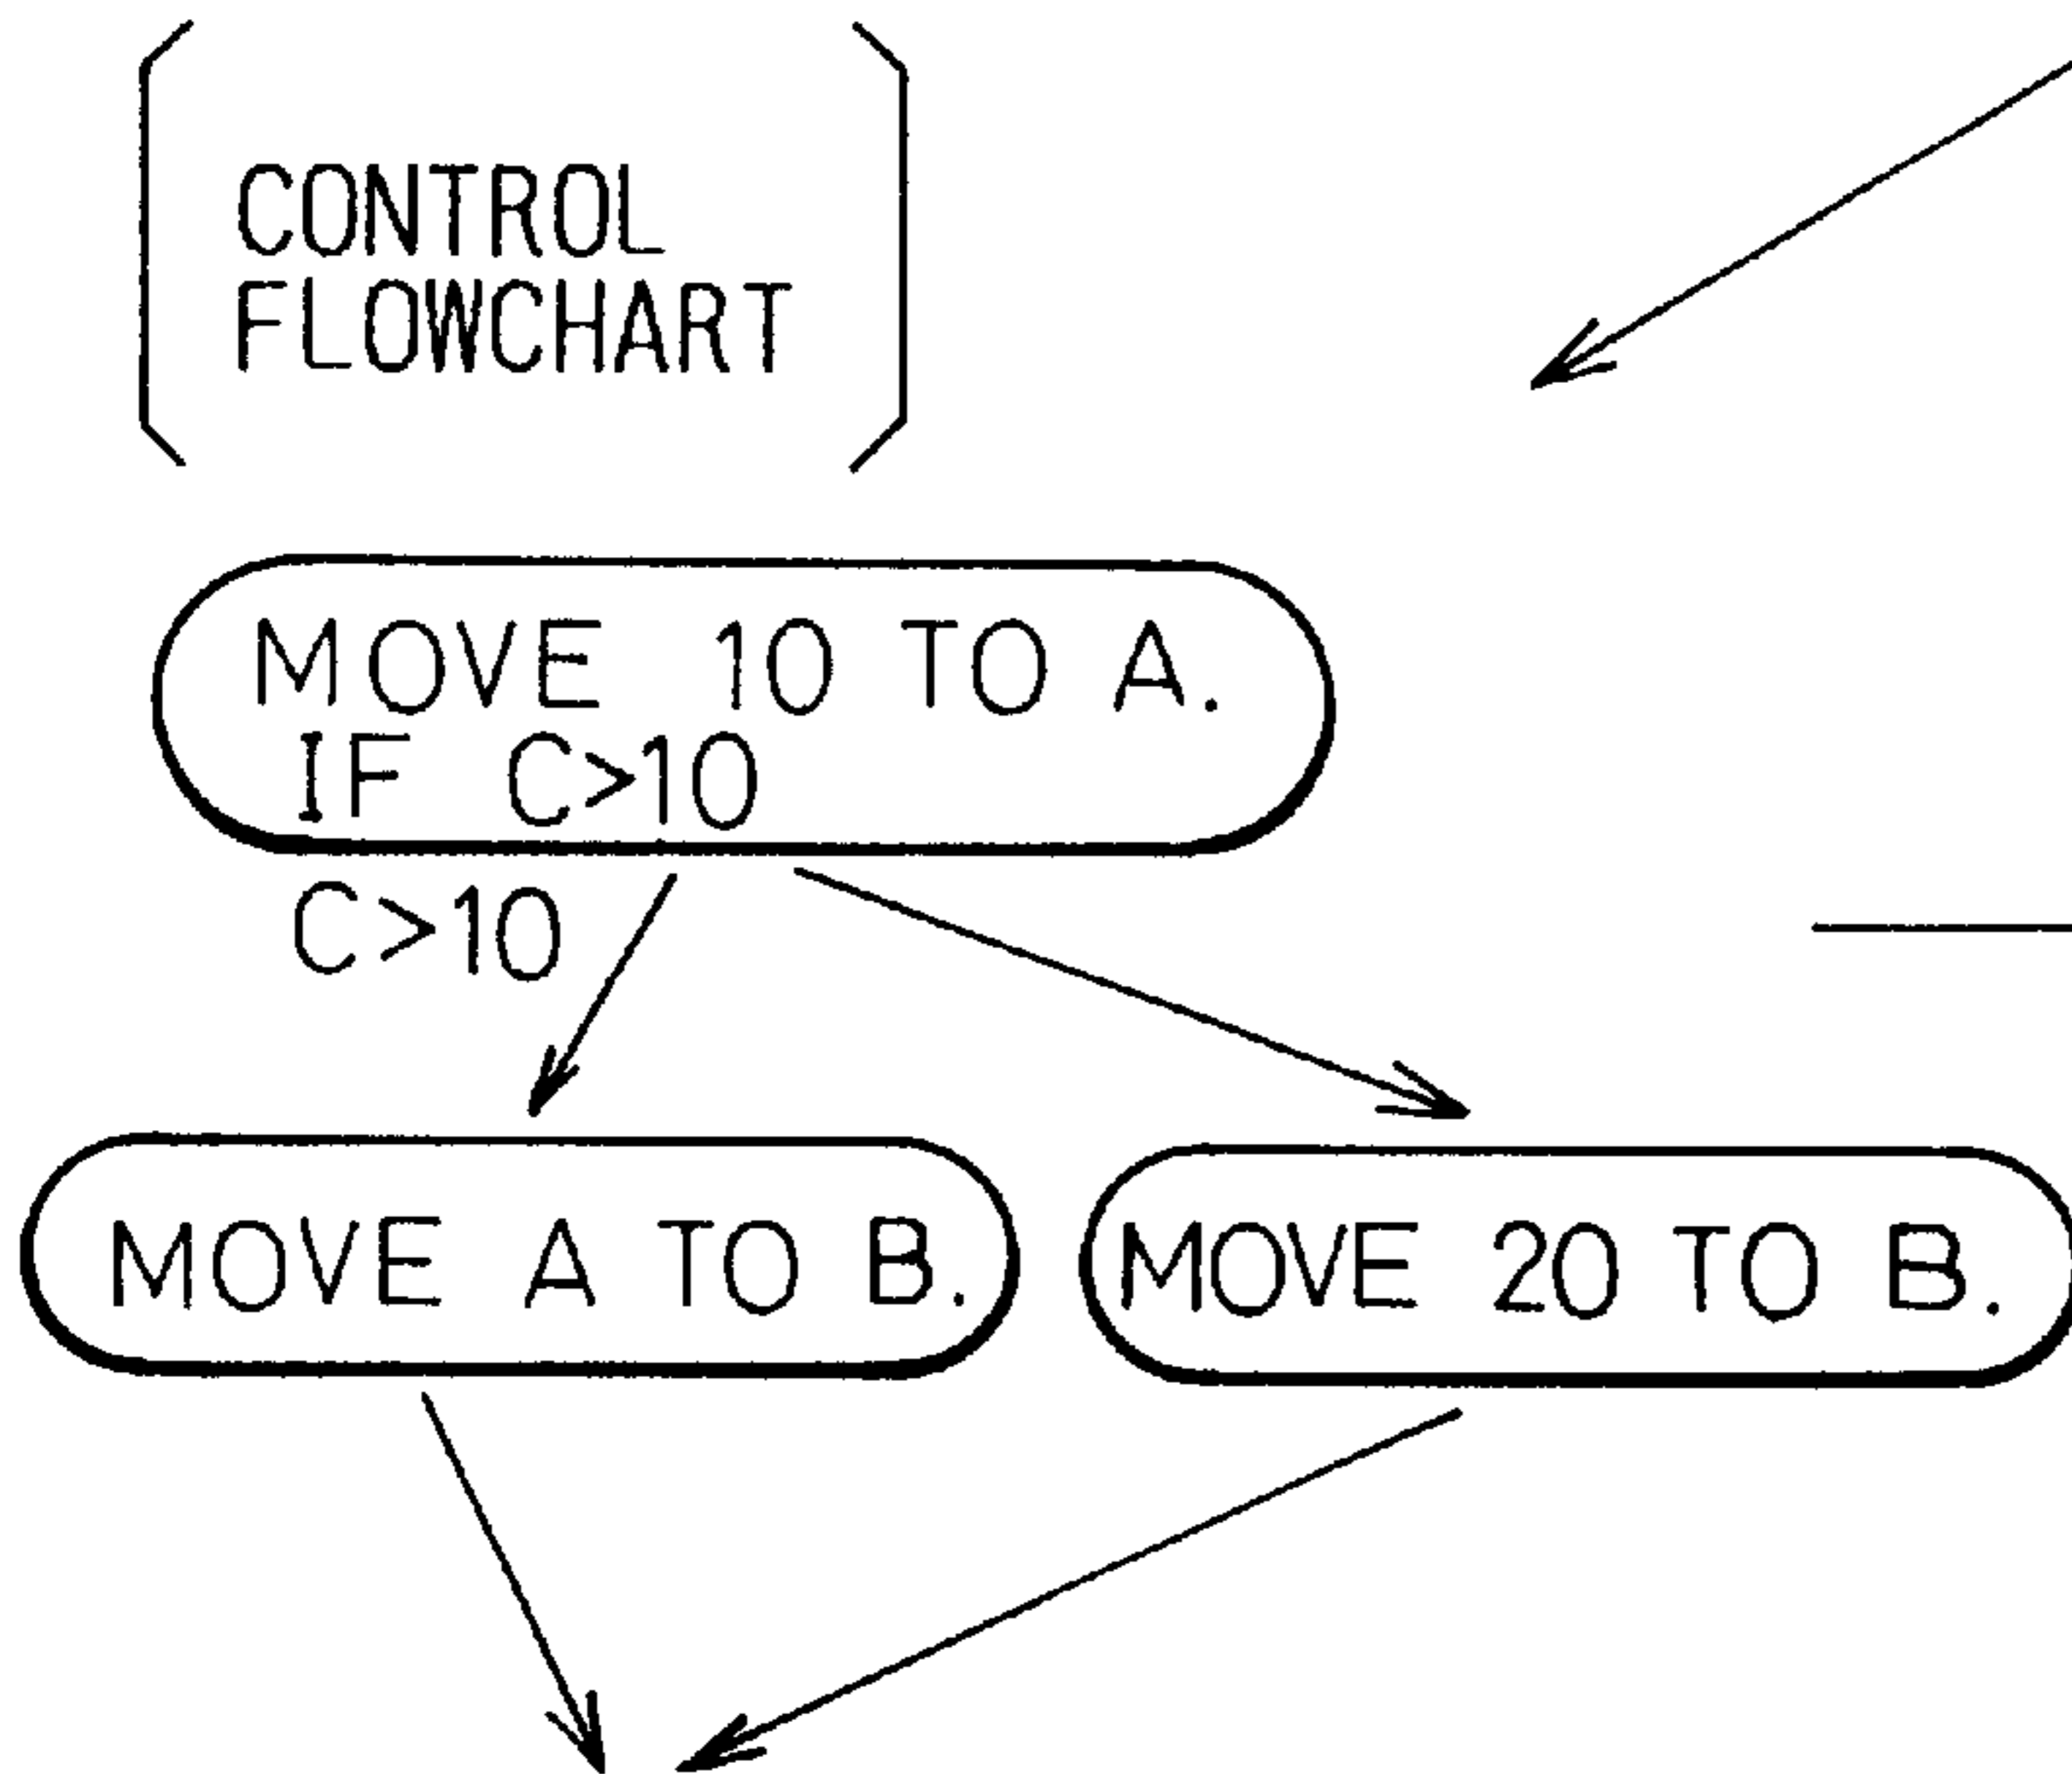 CONTROL
FLOWCHART
MOVE 10 TO A.
IF C>10
C>10
MOVE A TO B.
MOVE 20 TO B.